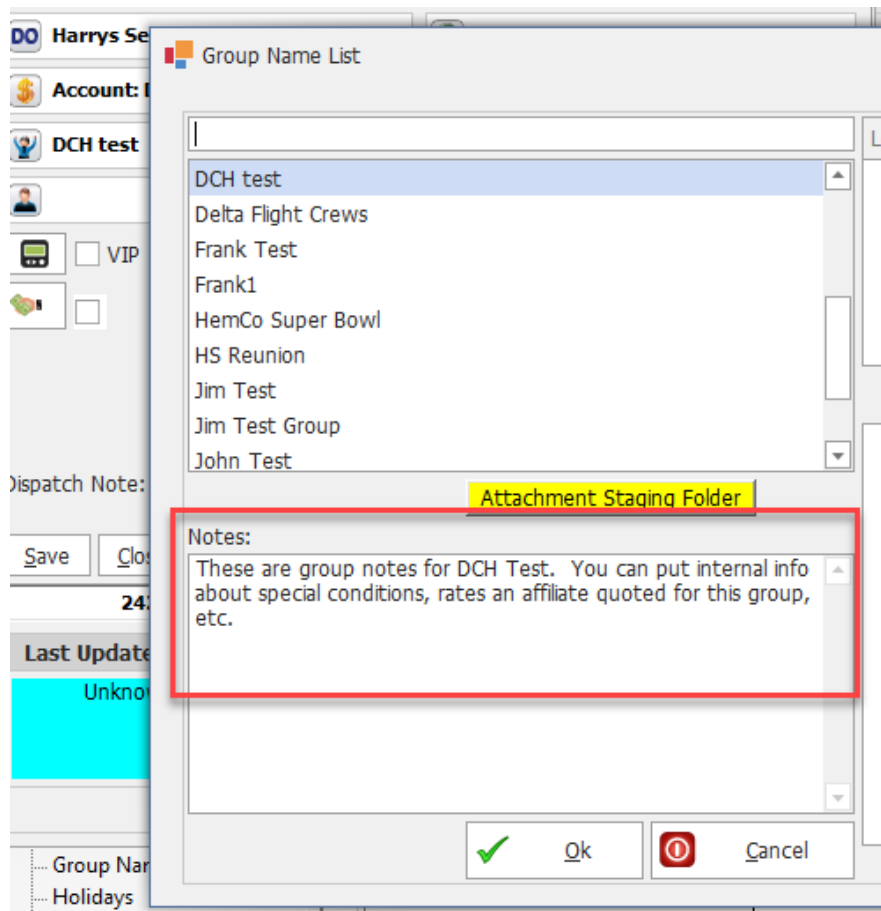 DO Harrys Se
Group Name List
Account:
DCH test
L
DCH test
Delta Flight Crews
VIP
Frank Test
Frank1
HemCo Super Bowl
HS Reunion
Jim Test
Jim Test Group
John Test
Dispatch Note:
Attachment Staging Folder
Notes:
Save
Clo
These are group notes for DCH Test. You can put internal info
about special conditions, rates an affiliate quoted for this group,
etc.
24
Last Update
Unkno
Ok
Cancel
Group Nar
Holidays